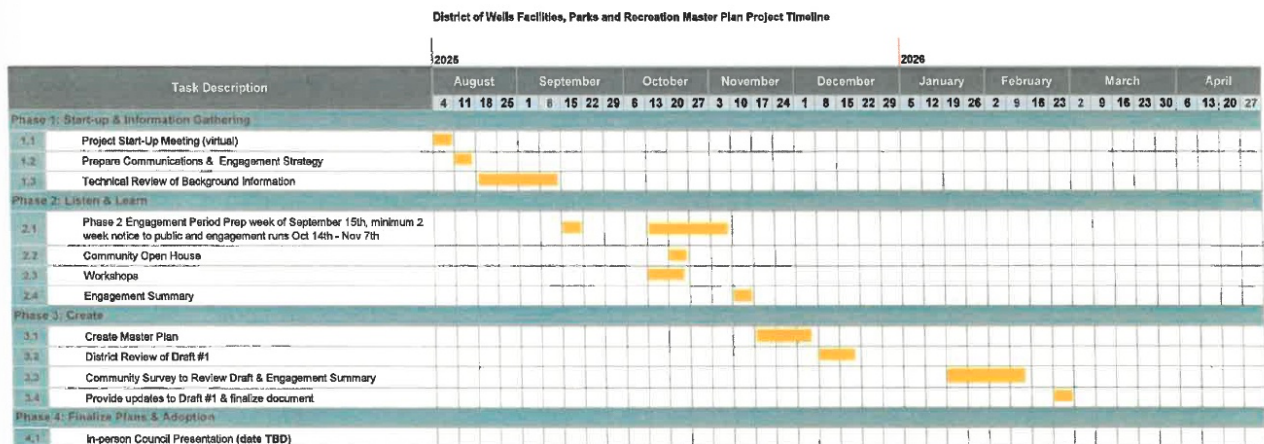 District of Wells Facilities, Parks and Recreation Master Plan Project Timeline
2025 2026
Task Description August September October November December January February March April
4 11 18 25 1 8 15 22 29 6 13 20 27 3 10 17 24 1 8 15 22 29 5 12 19 26 2 9 16 23 2 9 16 23 30 6 13 20 27
Phase 1: Start-up & Information Gathering
1.1 Project Start-Up Meeting (virtual)
1.2 Prepare Communications & Engagement Strategy
1.3 Technical Review of Background Information
Phase 2: Listen & Learn
2.1 Phase 2 Engagement Period Prep week of September 15th, minimum 2
week notice to public and engagement runs Oct 14th - Nov 7th
2.2 Community Open House
2.3 Workshops
2.4 Engagement Summary
Phase 3: Create
3.1 Create Master Plan
3.2 District Review of Draft #1
3.3 Community Survey to Review Draft & Engagement Summary
3.4 Provide updates to Draft #1 & finalize document
Phase 4: Finalize Plans & Adoption
4.1 In-person Council Presentation (date TBD)